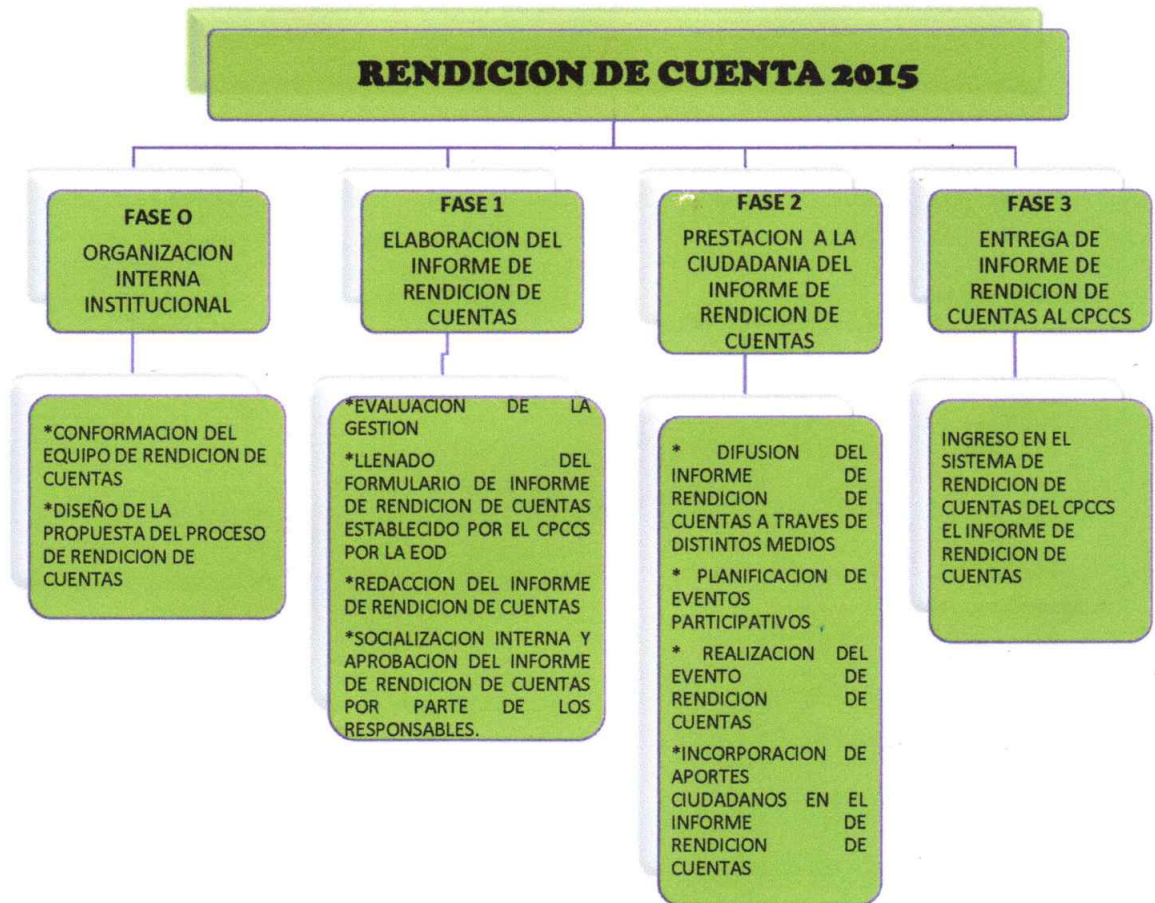 RENDICION DE CUENTA 2015
FASE O
ORGANIZACION
INTERNA
INSTITUCIONAL
*CONFORMACION DEL
EQUIPO DE RENDICION DE
CUENTAS
*DISEÑO DE LA
PROPUESTA DEL PROCESO
DE RENDICION DE
CUENTAS
FASE 1
ELABORACION DEL
INFORME DE
RENDICION DE
CUENTAS
*EVALUACION DE LA
GESTION
*LLENADO DEL
FORMULARIO DE INFORME
DE RENDICION DE CUENTAS
ESTABLECIDO POR EL CPCCS
POR LA EOD
*REDACCION DEL INFORME
DE RENDICION DE CUENTAS
*SOCIALIZACION INTERNA Y
APROBACION DEL INFORME
DE RENDICION DE CUENTAS
POR PARTE DE LOS
RESPONSABLES.
FASE 2
PRESTACION A LA
CIUDADANIA DEL
INFORME DE
RENDICION DE
CUENTAS
* DIFUSION DEL
INFORME DE
RENDICION DE
CUENTAS A TRAVES DE
DISTINTOS MEDIOS
* PLANIFICACION DE
EVENTOS
PARTICIPATIVOS
* REALIZACION DEL
EVENTO DE
RENDICION DE
CUENTAS
*INCORPORACION DE
APORTES
CIUDADANOS EN EL
INFORME DE
RENDICION DE
CUENTAS
FASE 3
ENTREGA DE
INFORME DE
RENDICION DE
CUENTAS AL CPCCS
INGRESO EN EL
SISTEMA DE
RENDICION DE
CUENTAS DEL CPCCS
EL INFORME DE
RENDICION DE
CUENTAS